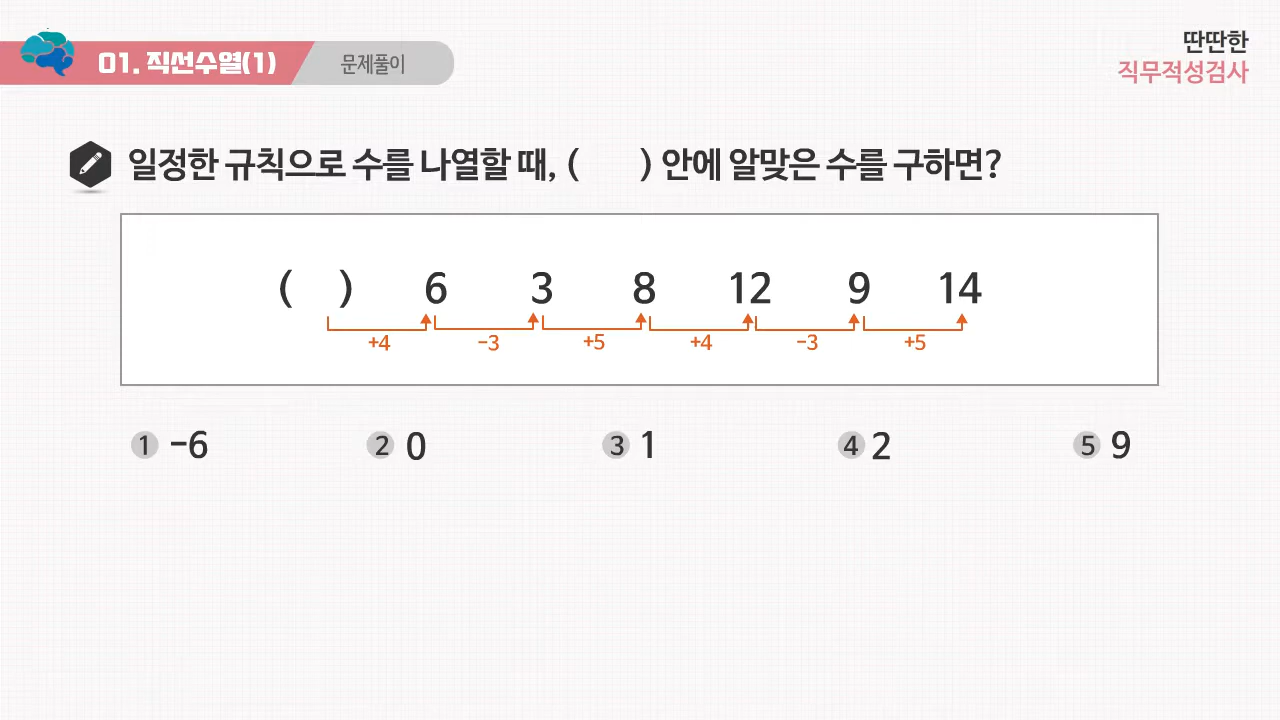 01. 직선수열(1) 문제풀이
딴딴한
직무적성검사
일정한 규칙으로 수를 나열할 때, ( ) 안에 알맞은 수를 구하면?
( ) 6 3 8 12 9 14
+4 -3 +5 +4 -3 +5
1 -6 2 0 3 1 4 2 5 9